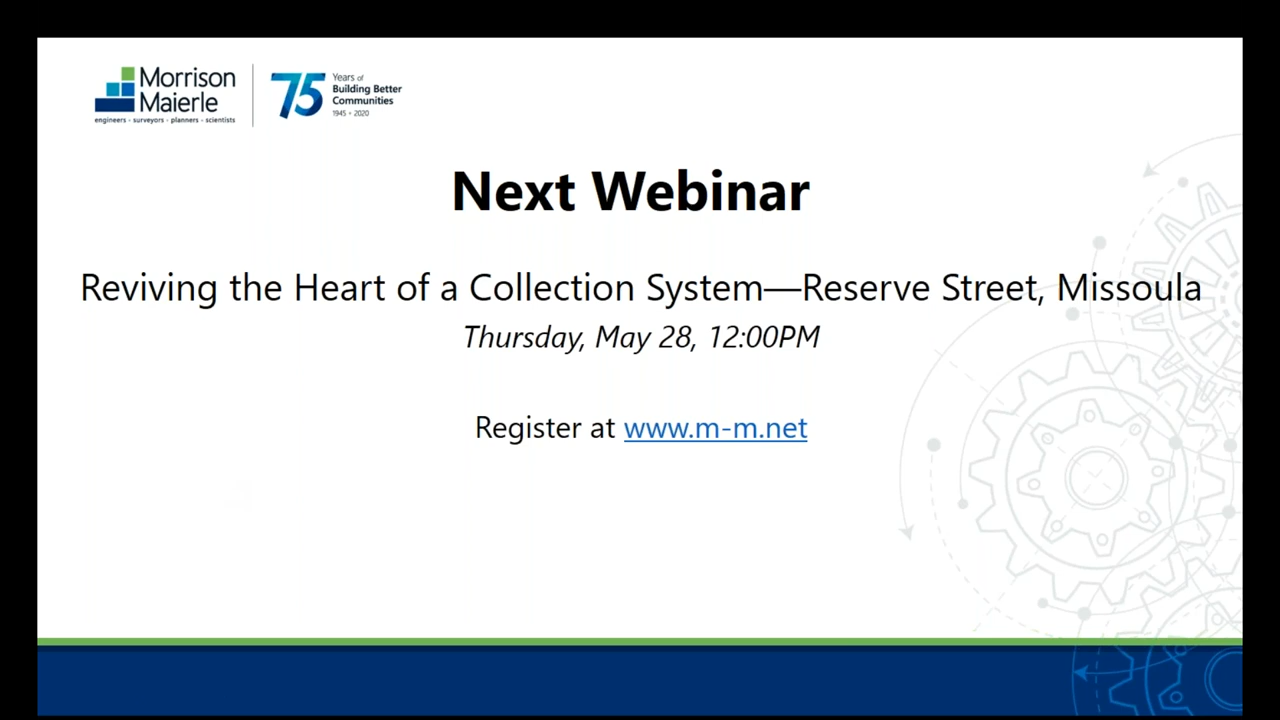 Morrison
Maierle
engineers - surveyors - planners - scientists
75 Years of
Building Better
Communities
1945 - 2020
Next Webinar
Reviving the Heart of a Collection System—Reserve Street, Missoula
Thursday, May 28, 12:00PM
Register at www.m-m.net